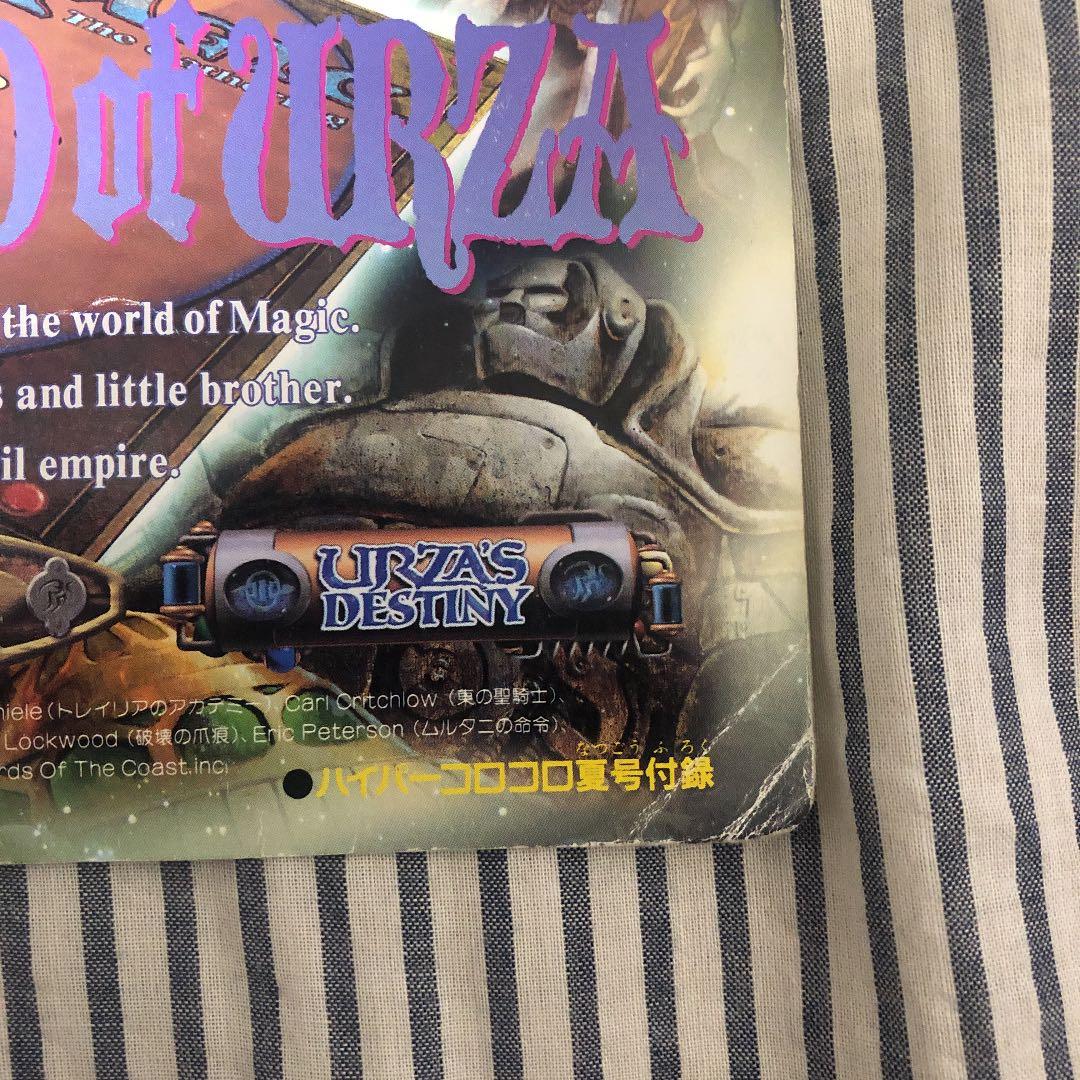 The Gathering
of URZA
the world of Magic.
s and little brother.
il empire.
URZA'S
DESTINY
hiele (トレイリアのアカデミー)、Carl Critchlow (東の聖騎士)、
Lockwood (破壊の爪痕)、Eric Peterson (ムルタニの命令)、
rds Of The Coast.inc.
なつごう ふろく
●ハイパーコロコロ夏号付録